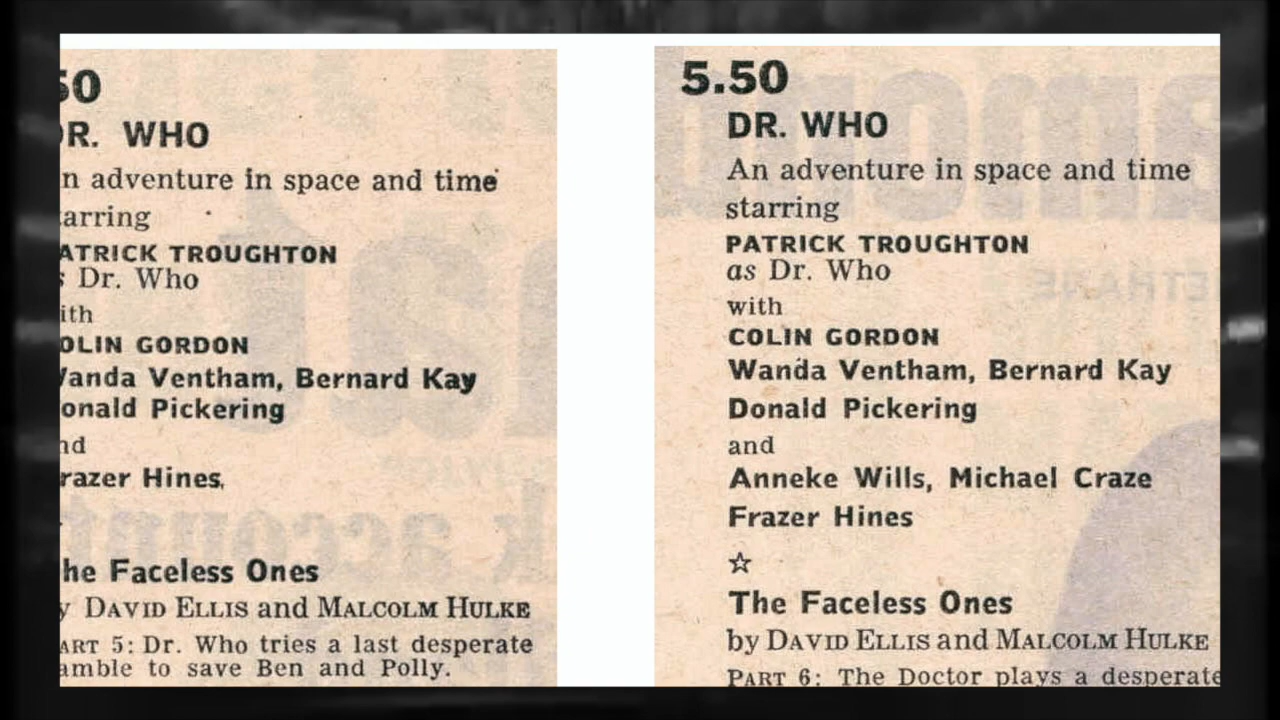 50
DR. WHO
n adventure in space and time
tarring
ATRICK TROUGHTON
s Dr. Who
ith
OLIN GORDON
Wanda Ventham, Bernard Kay
onald Pickering
nd
razer Hines,
he Faceless Ones
y DAVID ELLIS and MALCOLM HULKE
ART 5: Dr. Who tries a last desperate
amble to save Ben and Polly.
5.50
DR. WHO
An adventure in space and time
starring
PATRICK TROUGHTON
as Dr. Who
with
COLIN GORDON
Wanda Ventham, Bernard Kay
Donald Pickering
and
Anneke Wills, Michael Craze
Frazer Hines
☆
The Faceless Ones
by DAVID ELLIS and MALCOLM HULKE
PART 6: The Doctor plays a desperate